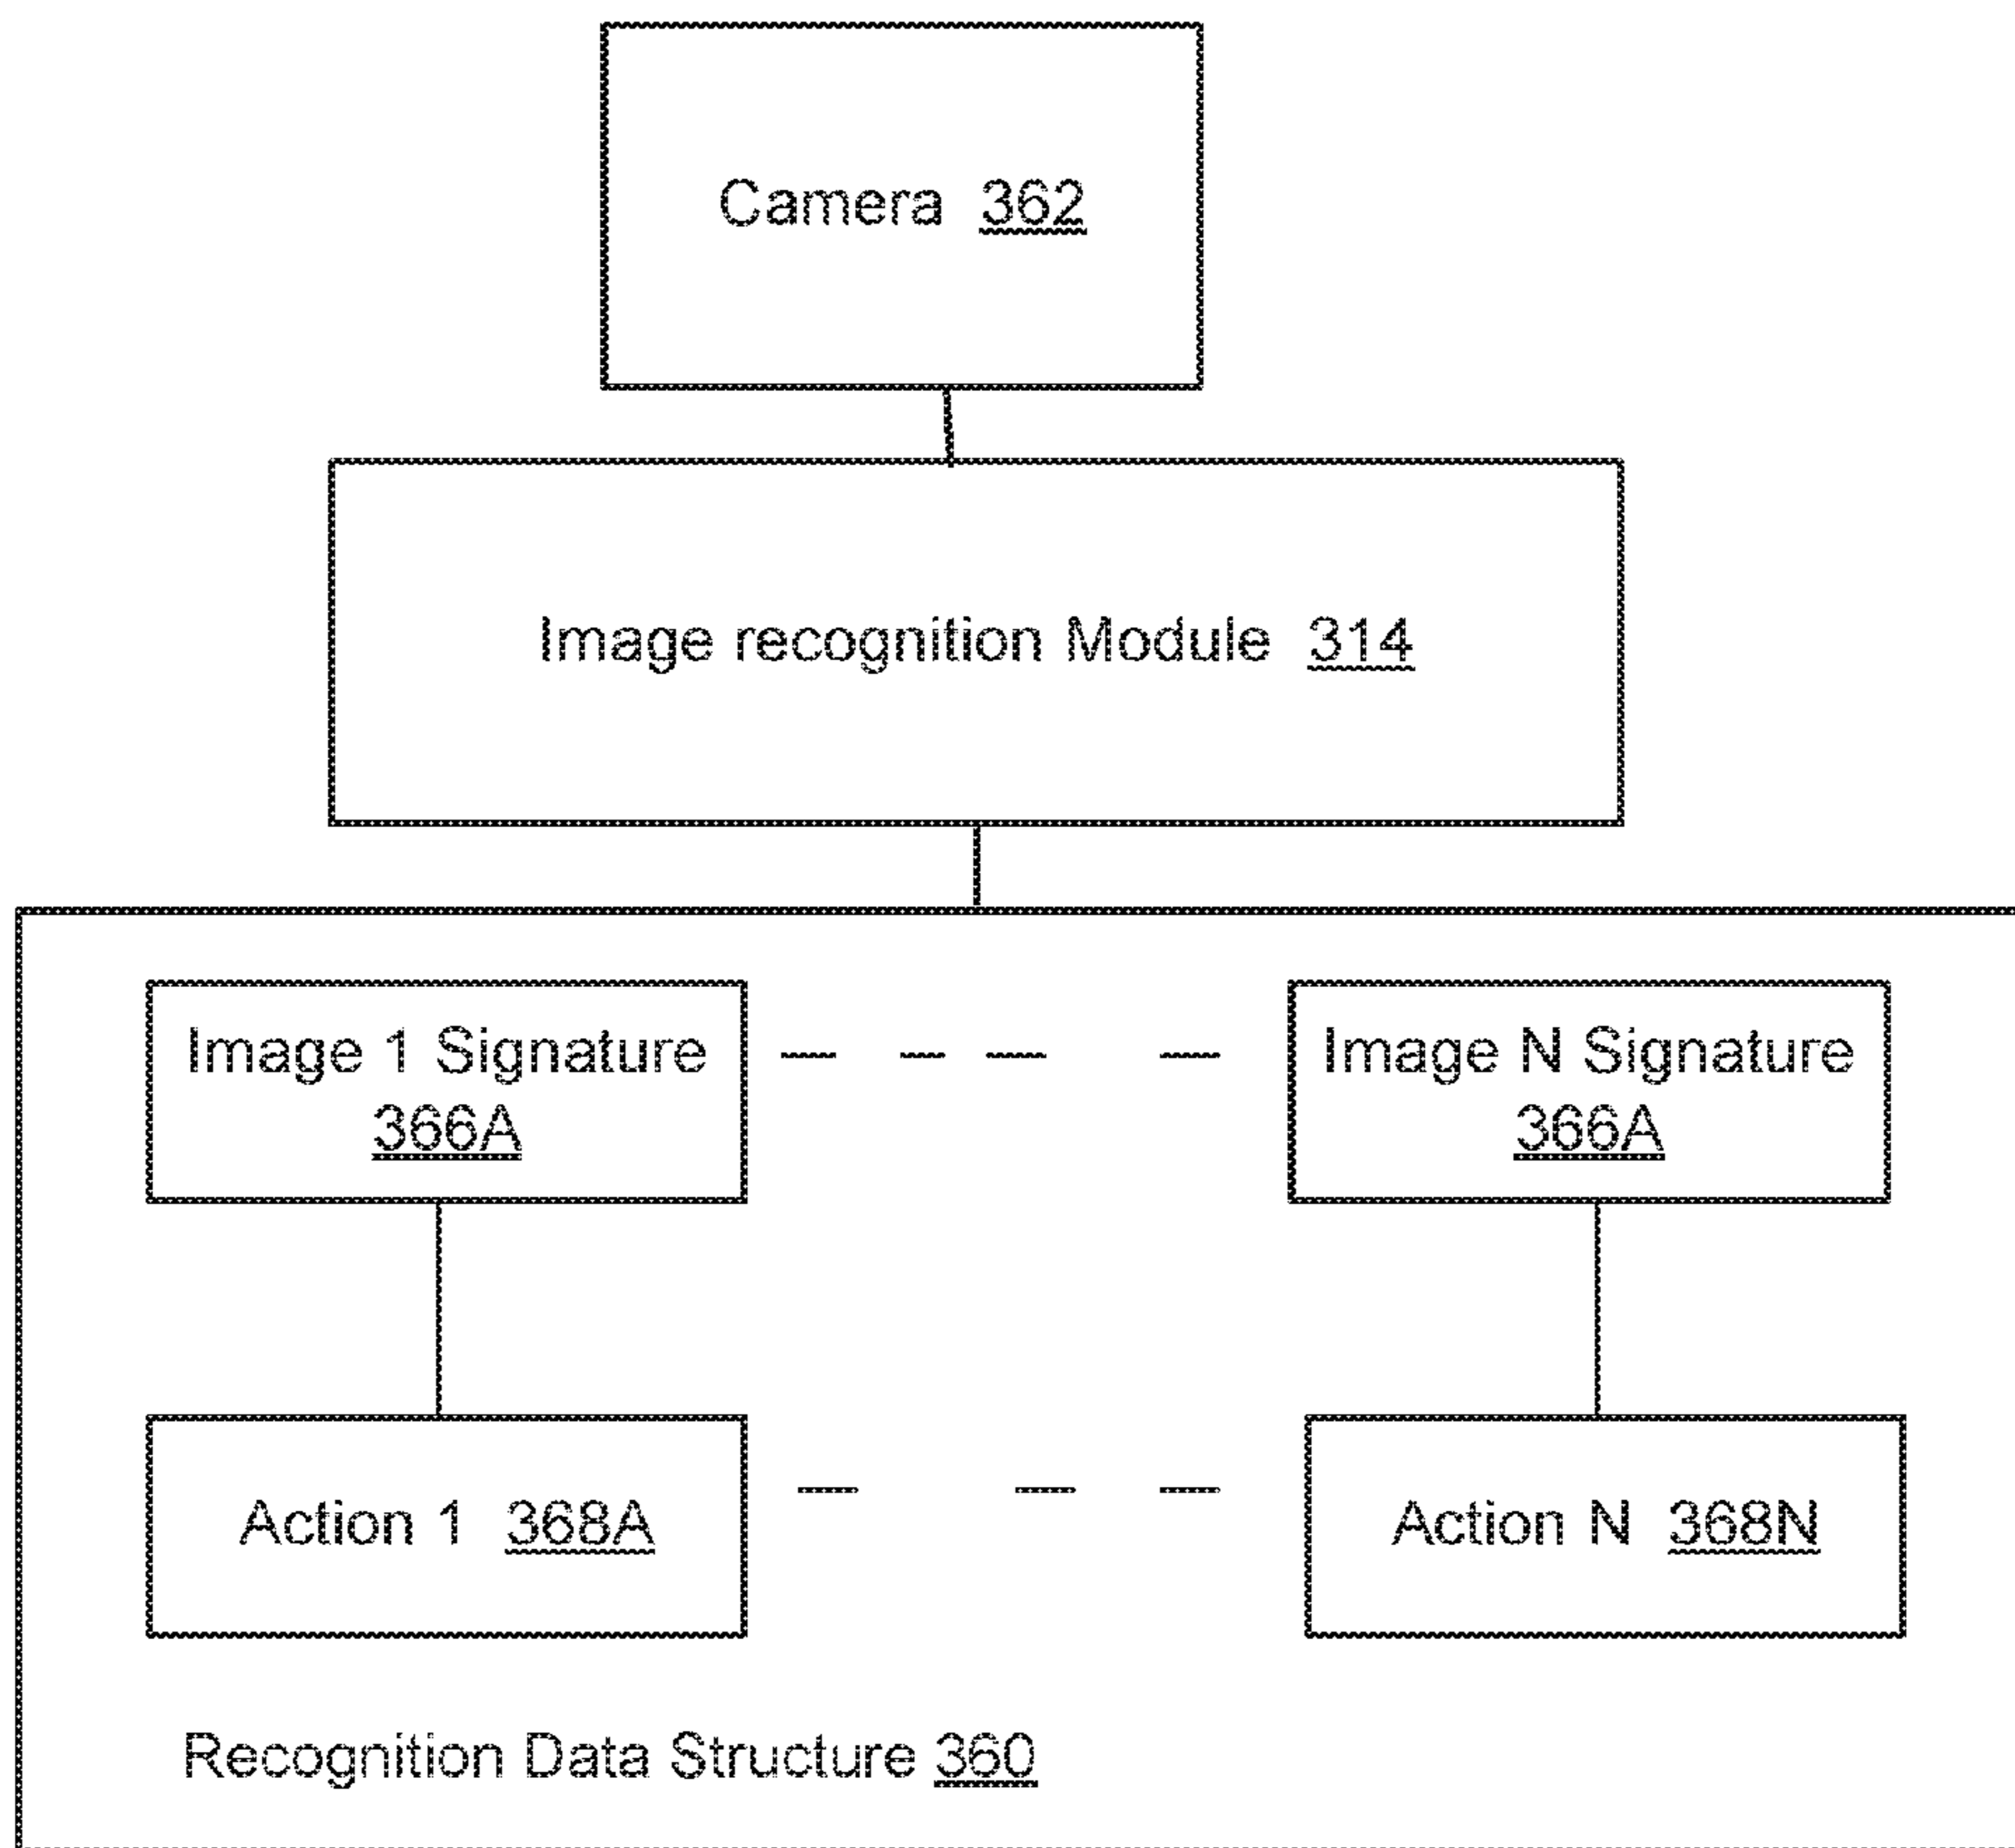 Camera 362
Image recognition Module 314
Image 1 Signature
366A
Image N Signature
366A
Action 1 368A
Action N 368N
Recognition Data Structure 360